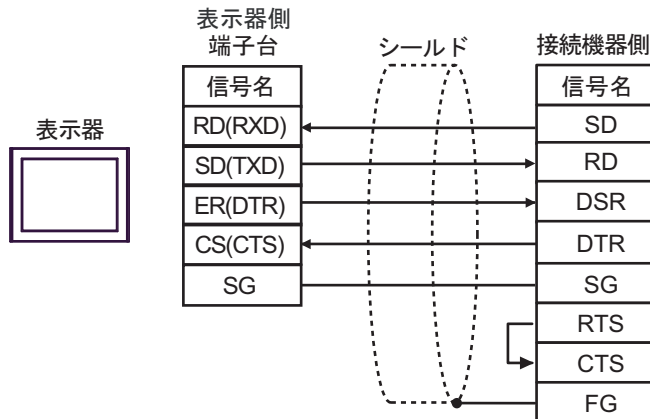 表示器側
端子台
シールド
接続機器側
表示器
信号名
RD(RXD)
SD(TXD)
ER(DTR)
CS(CTS)
SG
信号名
SD
RD
DSR
DTR
SG
RTS
CTS
FG